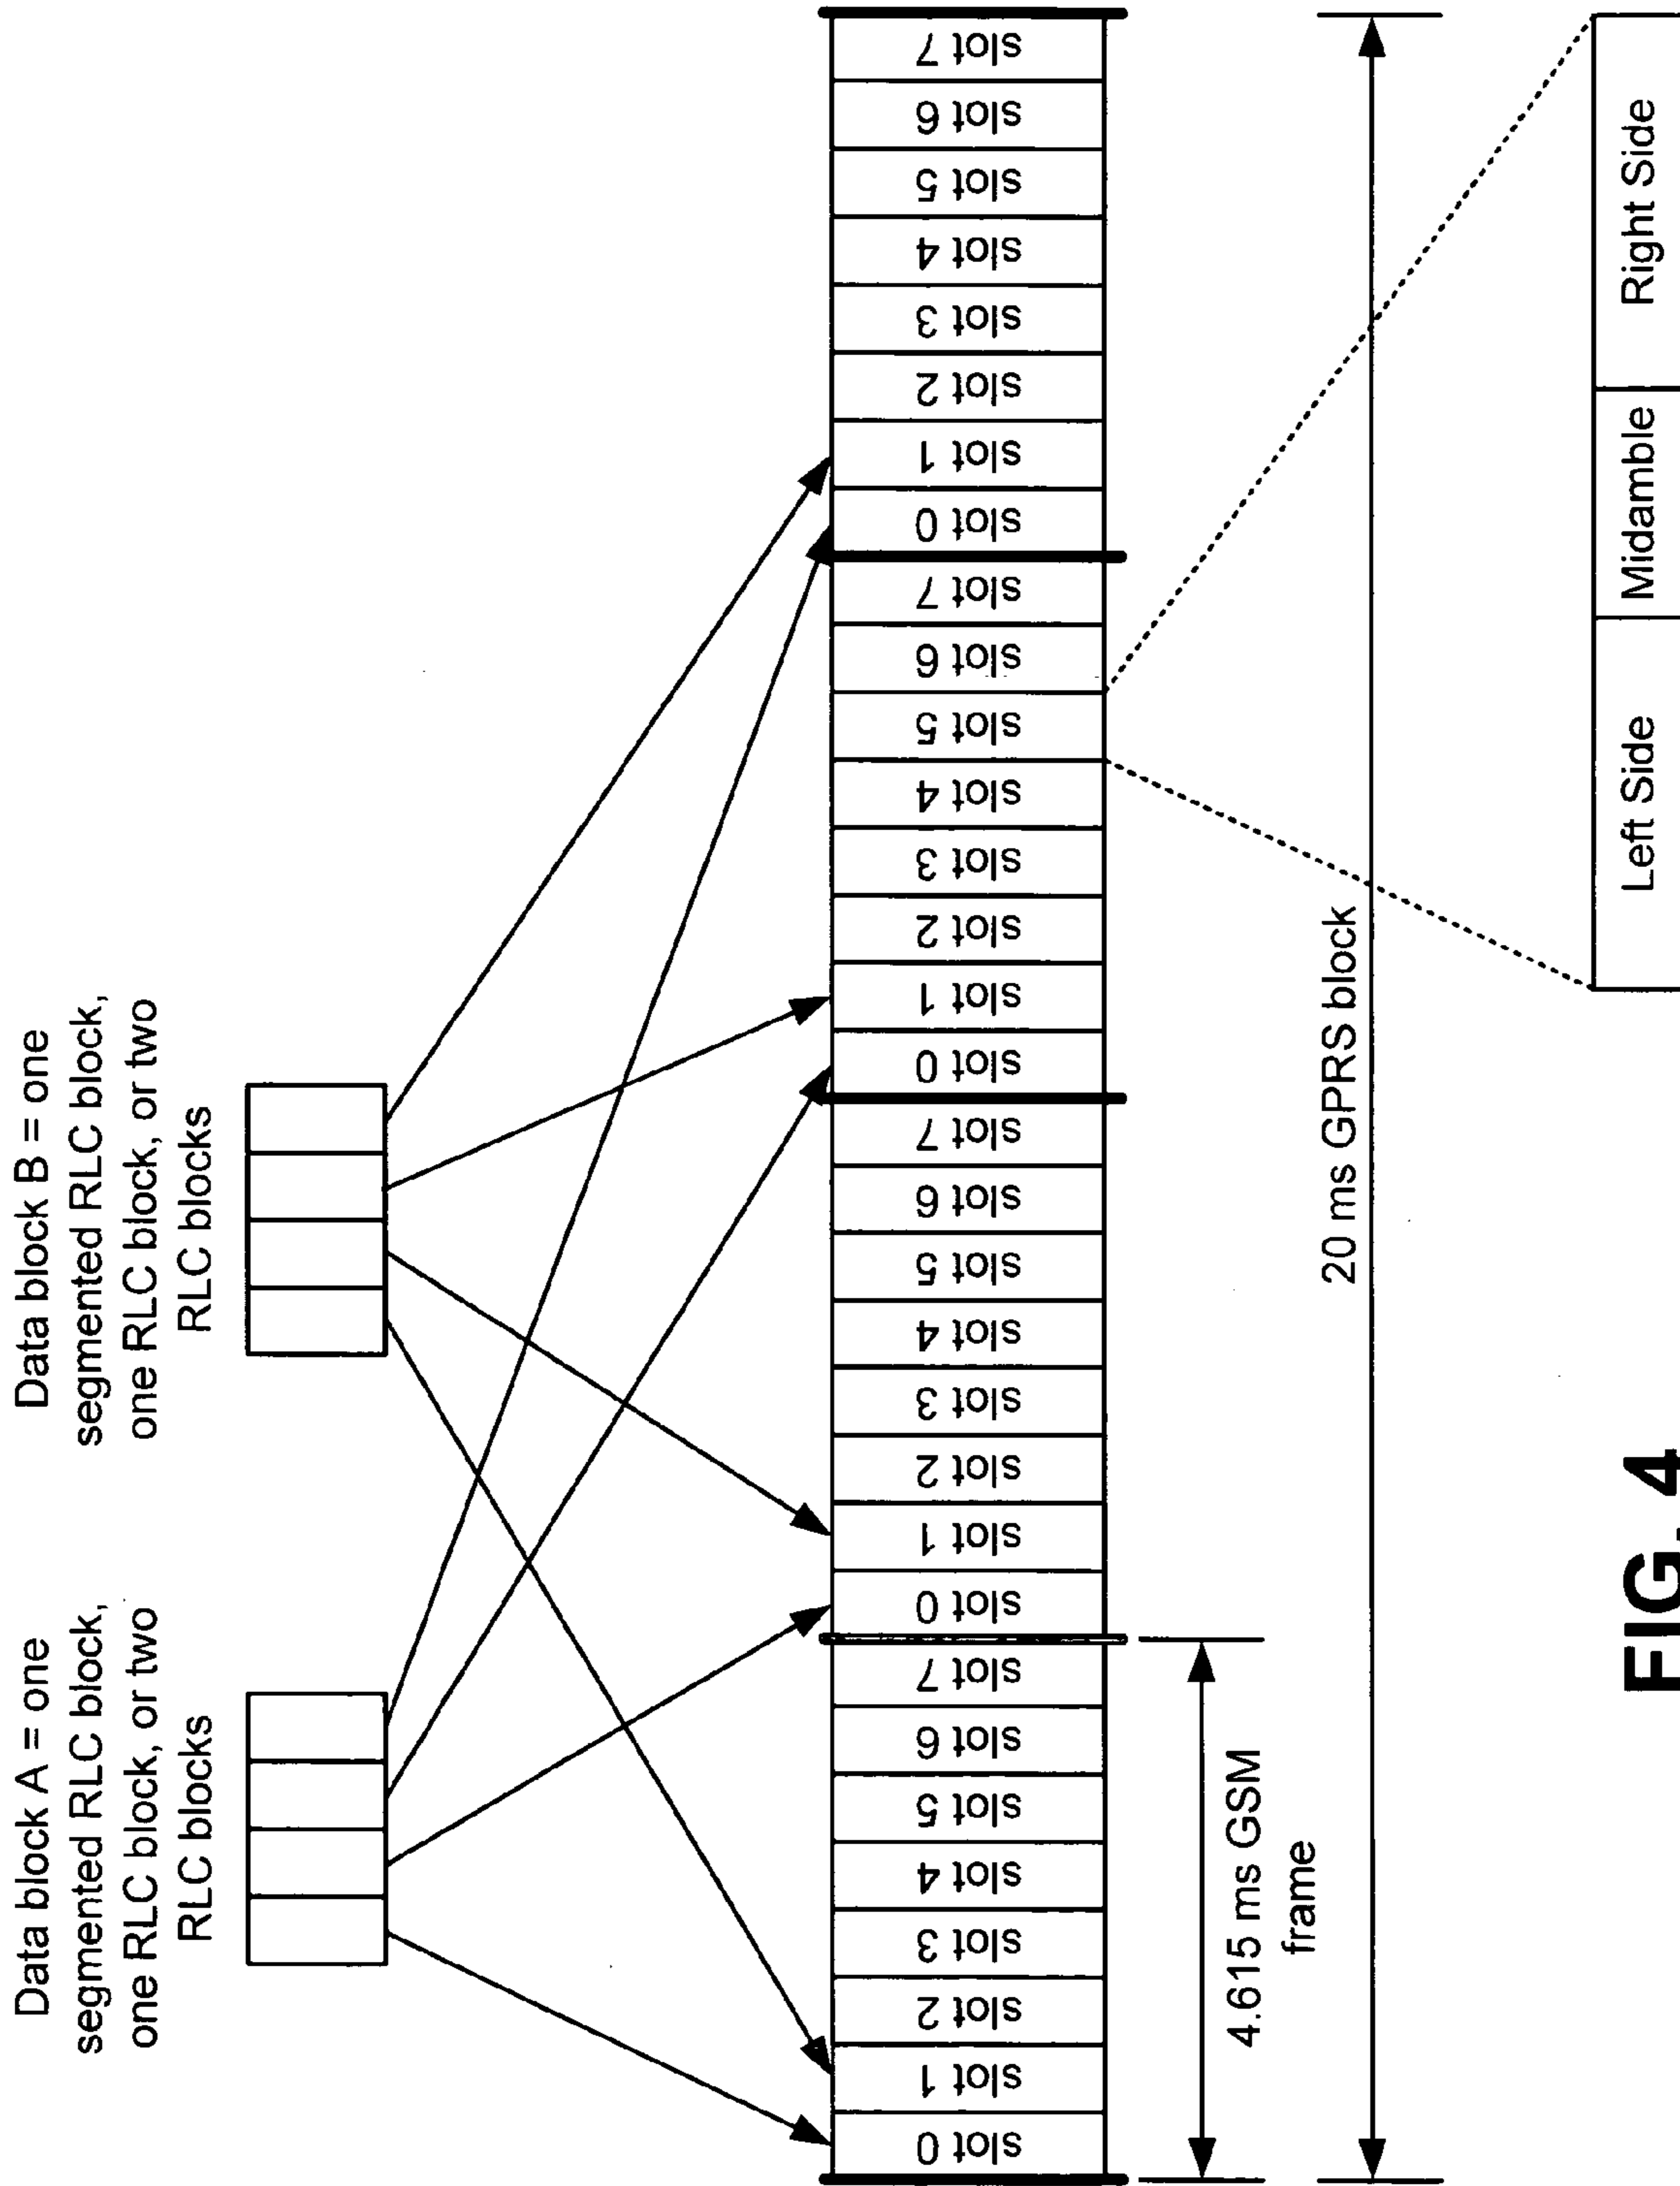 Data block A = one
segmented RLC block,
one RLC block, or two
RLC blocks
Data block B = one
segmented RLC block,
one RLC block, or two
RLC blocks
slot 0
slot 1
slot 2
slot 3
slot 4
slot 5
slot 6
slot 7
slot 0
slot 1
slot 2
slot 3
slot 4
slot 5
slot 6
slot 7
slot 0
slot 1
slot 2
slot 3
slot 4
slot 5
slot 6
slot 7
slot 0
slot 1
slot 2
slot 3
slot 4
slot 5
slot 6
slot 7
4.615 ms GSM
frame
20 ms GPRS block
Left Side
Midamble
Right Side
FIG. 4